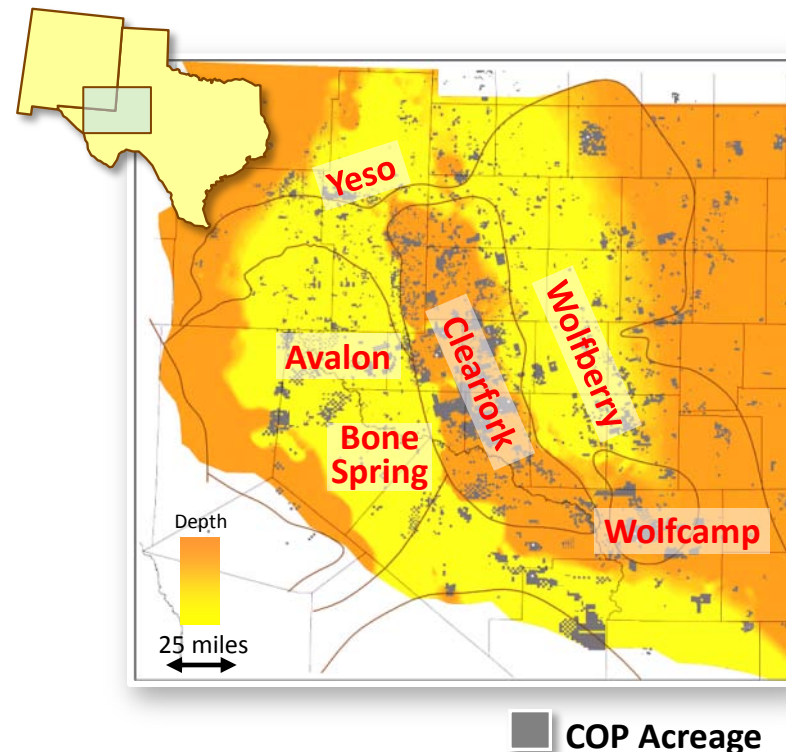 Yeso
Wolfberry
Clearfork
Avalon
Bone
Spring
Wolfcamp
Depth
25 miles
COP Acreage